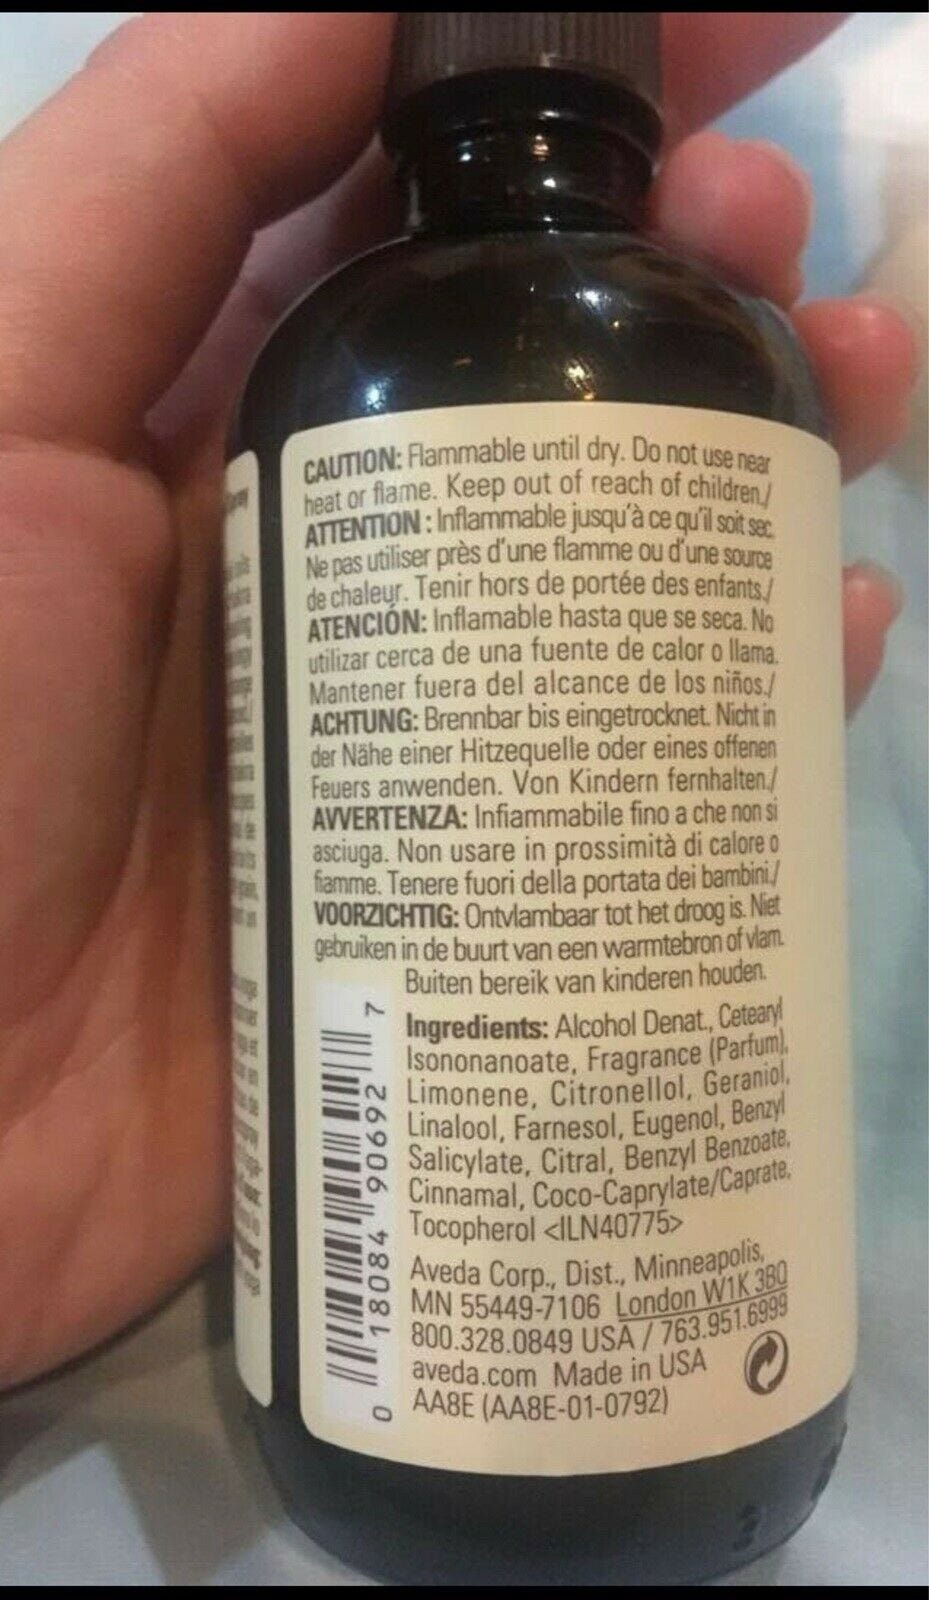 CAUTION: Flammable until dry. Do not use near
heat or flame. Keep out of reach of children./
ATTENTION : Inflammable jusqu'à ce qu'il soit sec.
Ne pas utiliser près d'une flamme ou d'une source
de chaleur. Tenir hors de portée des enfants./
ATENCIÓN: Inflamable hasta que se seca. No
utilizar cerca de una fuente de calor o llama.
Mantener fuera del alcance de los niños./
ACHTUNG: Brennbar bis eingetrocknet. Nicht in
der Nähe einer Hitzequelle oder eines offenen
Feuers anwenden. Von Kindern fernhalten./
AVVERTENZA: Infiammabile fino a che non si
asciuga. Non usare in prossimità di calore o
fiamme. Tenere fuori della portata dei bambini./
VOORZICHTIG: Ontvlambaar tot het droog is. Niet
gebruiken in de buurt van een warmtebron of vlam.
Buiten bereik van kinderen houden.
Ingredients: Alcohol Denat., Cetearyl
Isononanoate, Fragrance (Parfum),
Limonene, Citronellol, Geraniol,
Linalool, Farnesol, Eugenol, Benzyl
Salicylate, Citral, Benzyl Benzoate,
Cinnamal, Coco-Caprylate/Caprate,
Tocopherol <ILN40775>
Aveda Corp., Dist., Minneapolis,
MN 55449-7106 London W1K 3BQ
800.328.0849 USA / 763.951.6999
aveda.com Made in USA
AA8E (AA8E-01-0792)
0 18084 90692 7